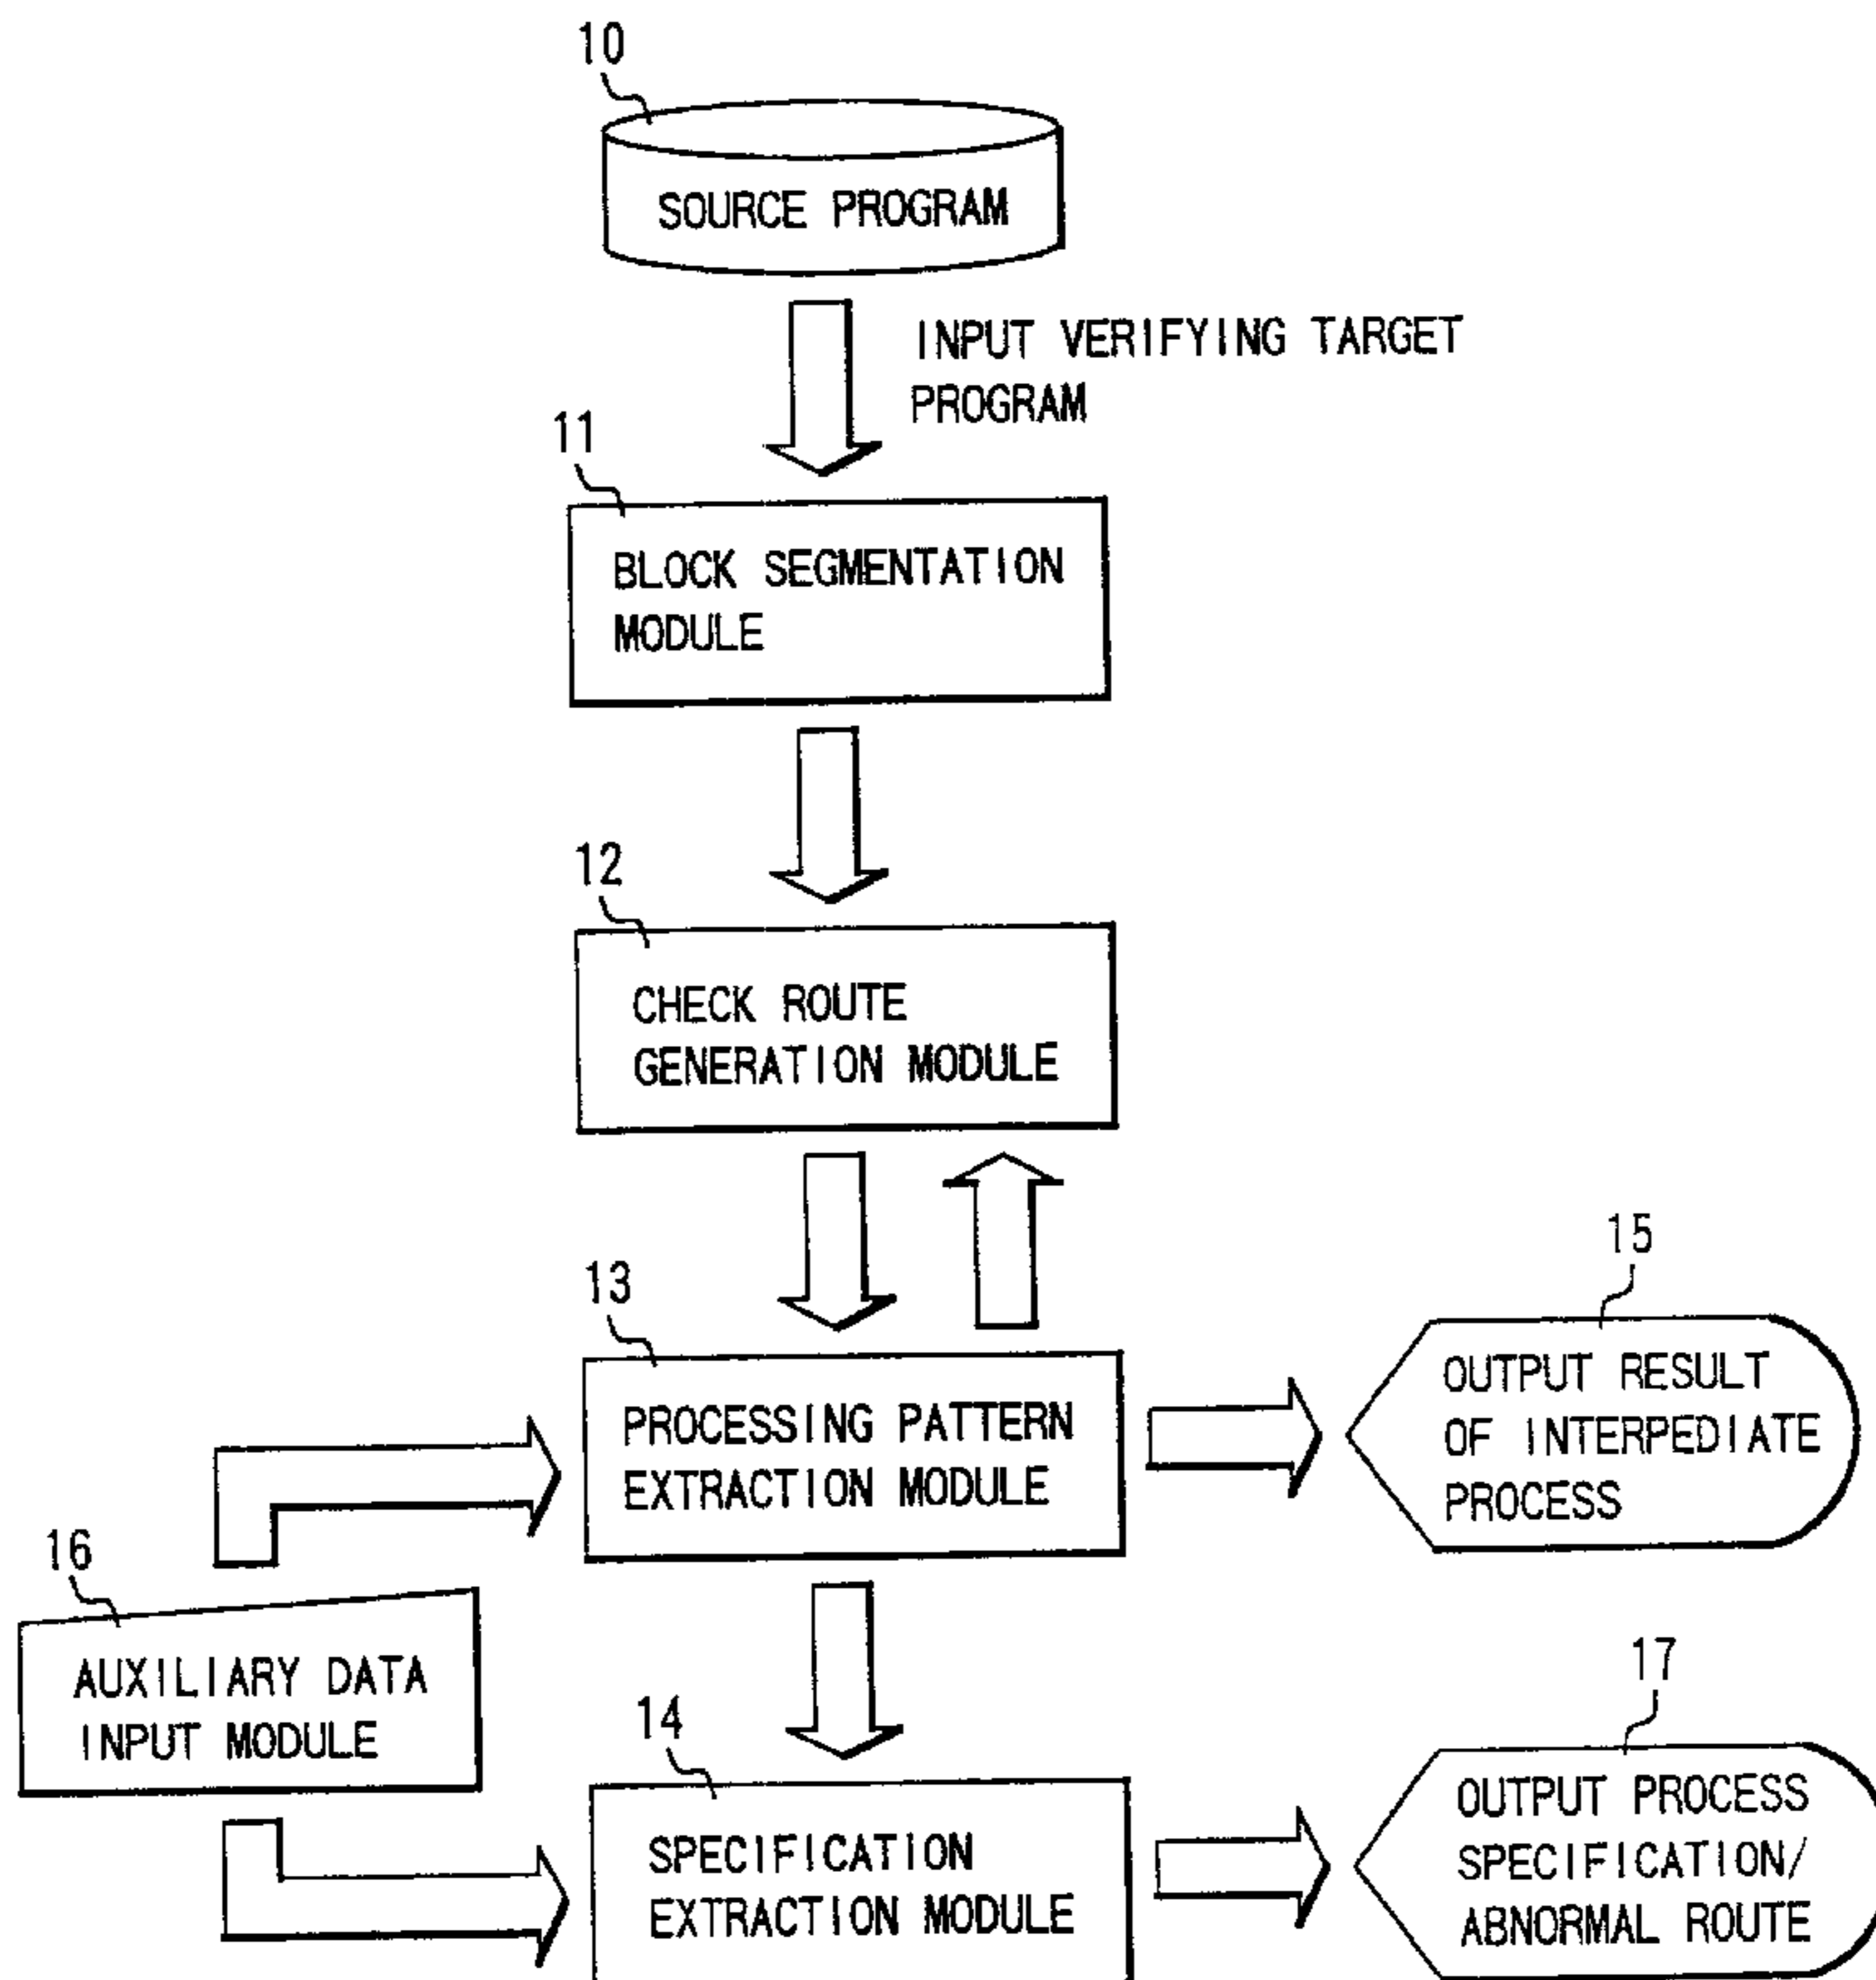 10
SOURCE PROGRAM
INPUT VERIFYING TARGET
PROGRAM
11
BLOCK SEGMENTATION
MODULE
12
CHECK ROUTE
GENERATION MODULE
13
PROCESSING PATTERN
EXTRACTION MODULE
15
OUTPUT RESULT
OF INTERPEDIATE
PROCESS
16
AUXILIARY DATA
INPUT MODULE
14
SPECIFICATION
EXTRACTION MODULE
17
OUTPUT PROCESS
SPECIFICATION/
ABNORMAL ROUTE